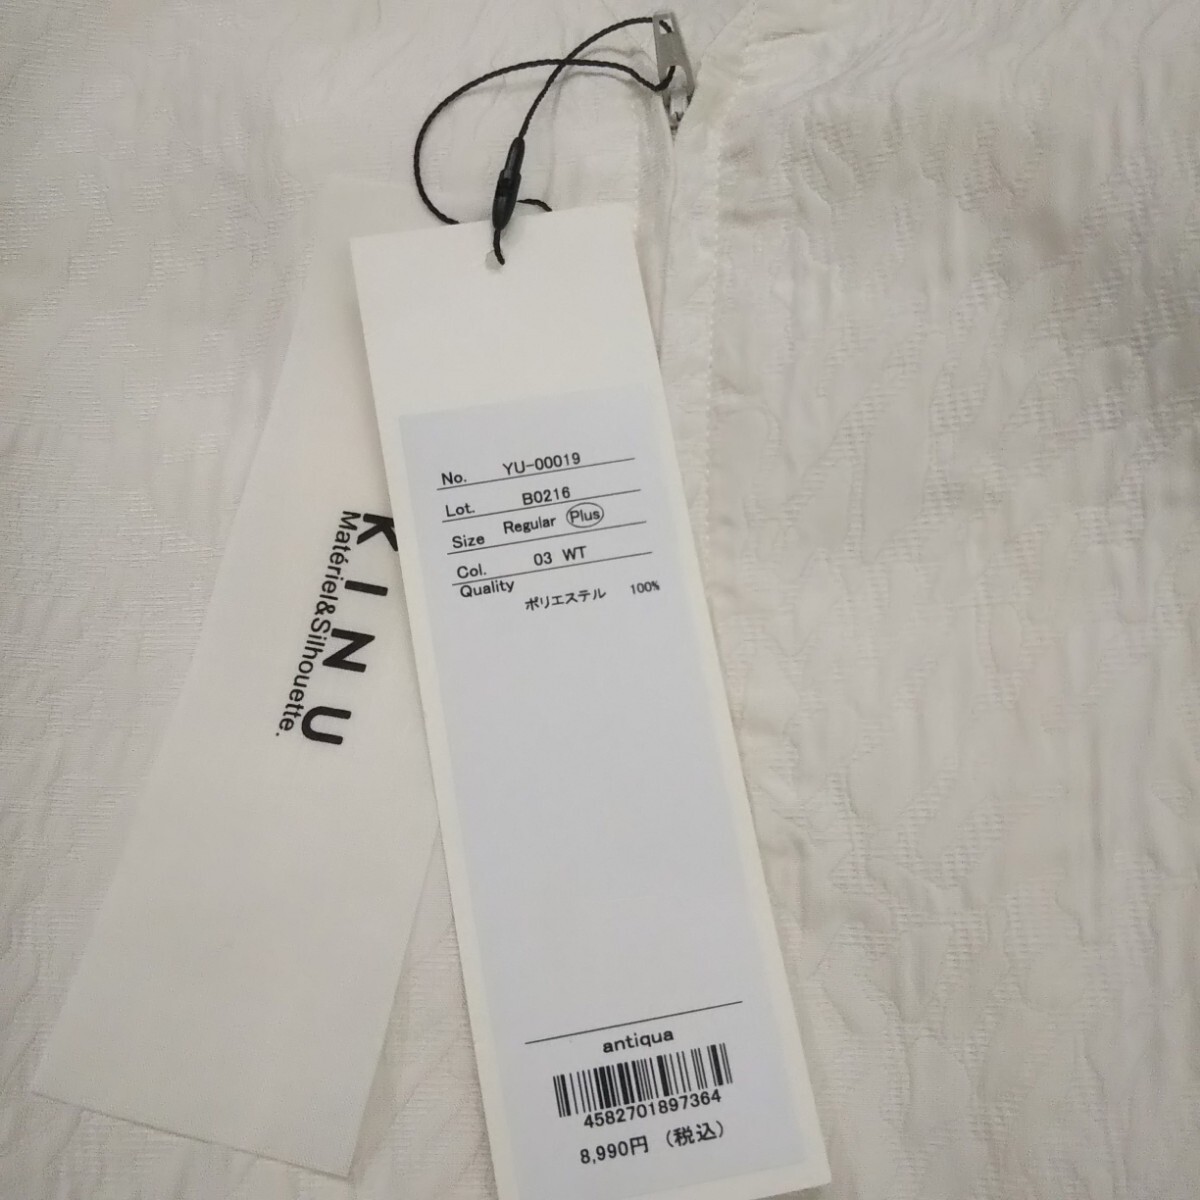 KINU
Matériel&Silhouette.
No. YU-00019
Lot. B0216
Size Regular Plus
Col. 03 WT
Quality
ポリエステル 100%
antiqua
4582701897364
8,990円 (税込)